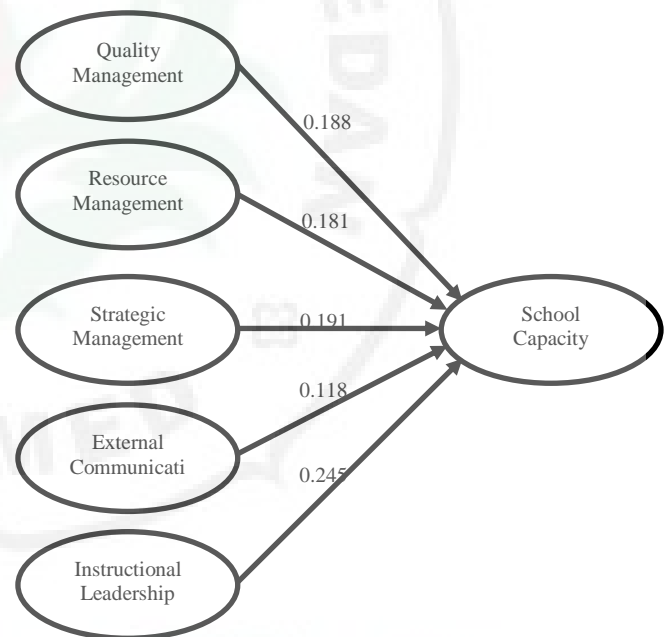 Quality
Management
0.188
Resource
Management
0.181
Strategic
Management
0.191
School
Capacity
External
Communicati
0.118
0.245
Instructional
Leadership